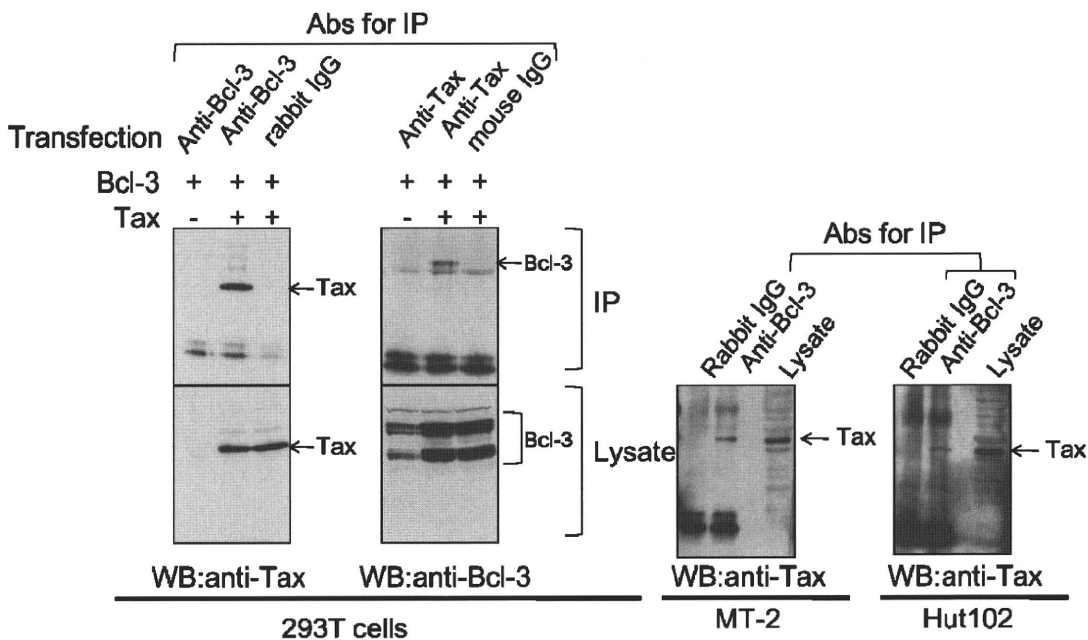 Abs for IP
Anti-Bcl-3
Anti-Bcl-3
rabbit IgG
Anti-Tax
Anti-Tax
mouse IgG
Transfection
Bcl-3 + + + + + +
Tax - + + - + +
Tax
Bcl-3
IP
Tax
Bcl-3
Lysate
WB:anti-Tax
WB:anti-Bcl-3
293T cells
Abs for IP
Rabbit IgG
Anti-Bcl-3
Lysate
Rabbit IgG
Anti-Bcl-3
Lysate
Tax
Tax
WB:anti-Tax
WB:anti-Tax
MT-2
Hut102